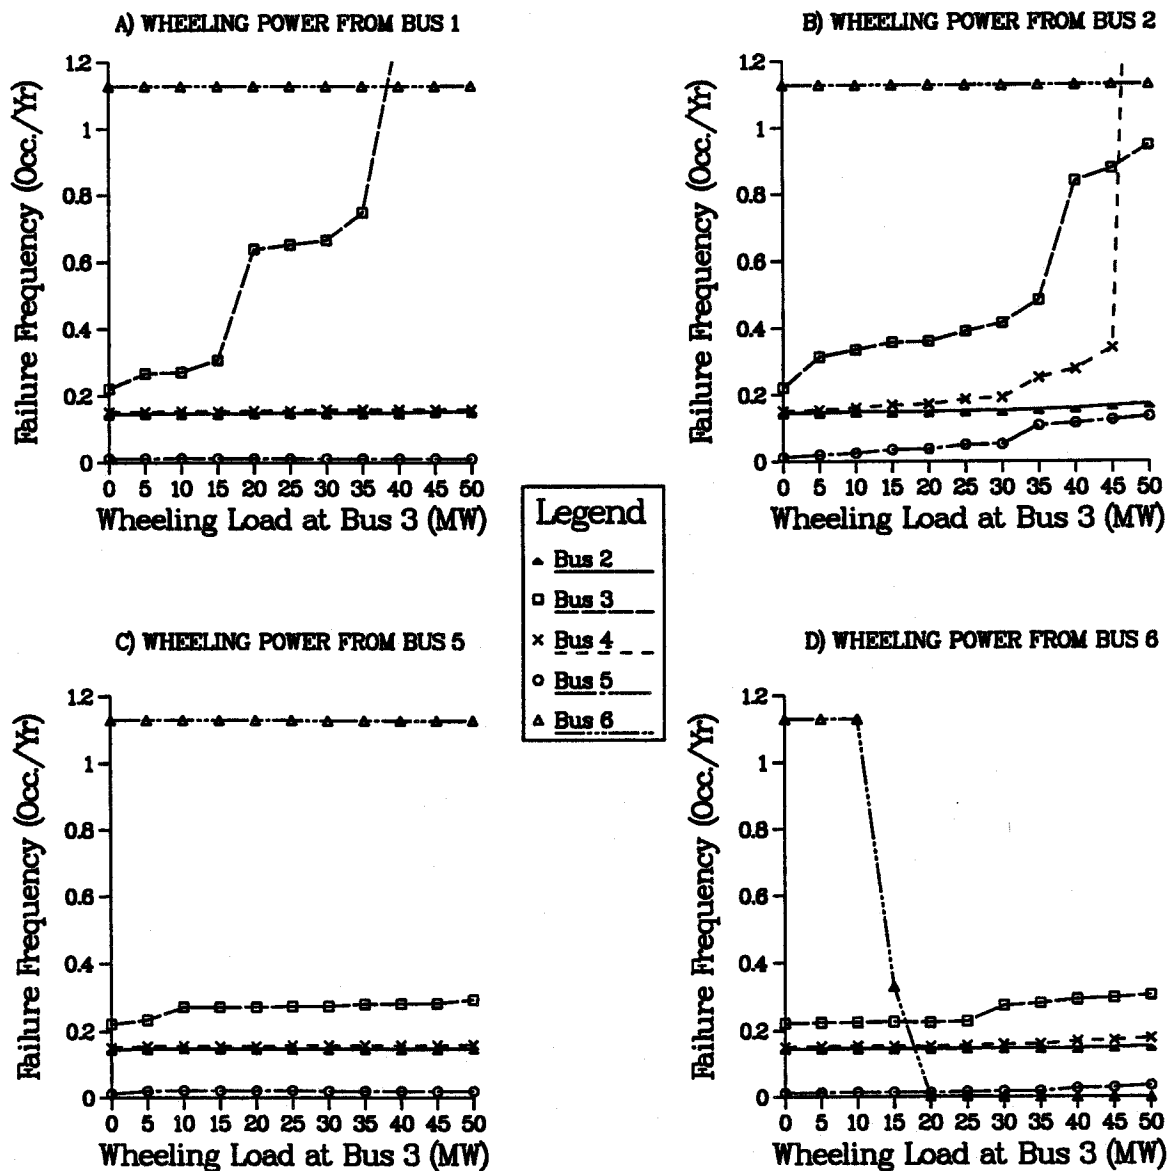 A) WHEELING POWER FROM BUS 1
Failure Frequency (Occ./Yr)
1.2
1
0.8
0.6
0.4
0.2
0
0 5 10 15 20 25 30 35 40 45 50
Wheeling Load at Bus 3 (MW)
B) WHEELING POWER FROM BUS 2
Failure Frequency (Occ./Yr)
1.2
1
0.8
0.6
0.4
0.2
0
0 5 10 15 20 25 30 35 40 45 50
Wheeling Load at Bus 3 (MW)
Legend
Bus 2
Bus 3
Bus 4
Bus 5
Bus 6
C) WHEELING POWER FROM BUS 5
Failure Frequency (Occ./Yr)
1.2
1
0.8
0.6
0.4
0.2
0
0 5 10 15 20 25 30 35 40 45 50
Wheeling Load at Bus 3 (MW)
D) WHEELING POWER FROM BUS 6
Failure Frequency (Occ./Yr)
1.2
1
0.8
0.6
0.4
0.2
0
0 5 10 15 20 25 30 35 40 45 50
Wheeling Load at Bus 3 (MW)